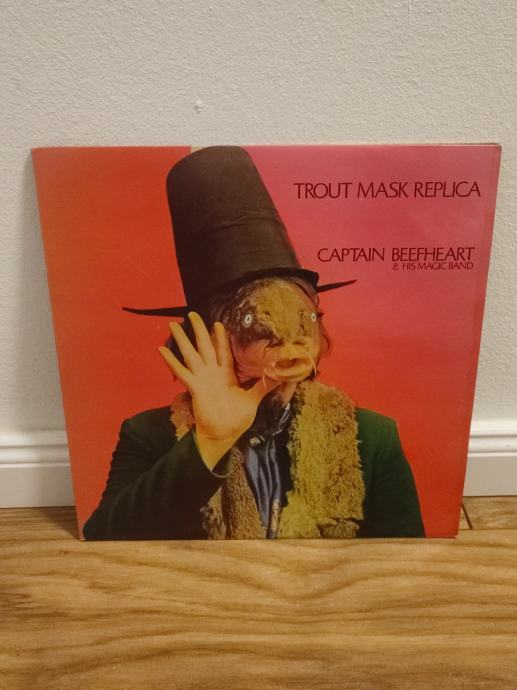 TROUT MASK REPLICA
CAPTAIN BEEFHEART
& HIS MAGIC BAND